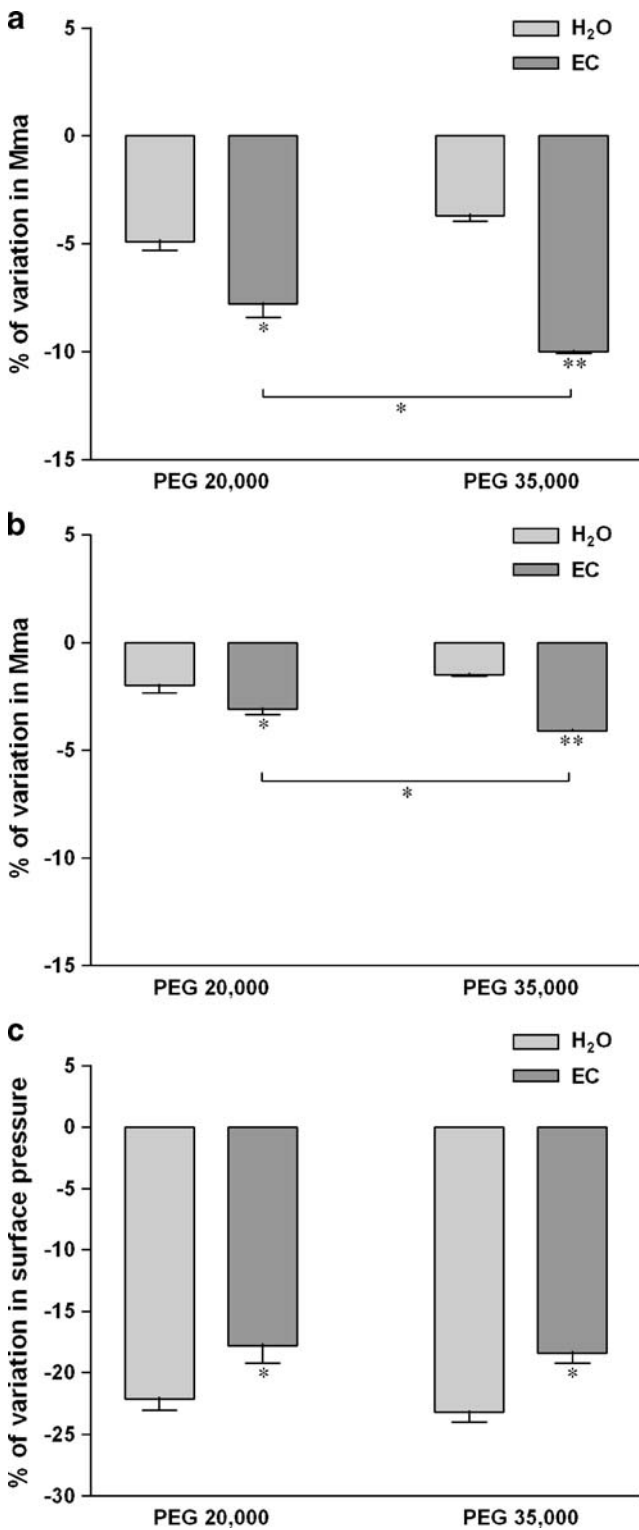 a
% of variation in Mma
H₂O
EC
5
0
-5
-10
-15
*
**
*
PEG 20,000 PEG 35,000
b
% of variation in Mma
H₂O
EC
5
0
-5
-10
-15
*
**
*
PEG 20,000 PEG 35,000
c
% of variation in surface pressure
H₂O
EC
5
0
-5
-10
-15
-20
-25
-30
*
*
PEG 20,000 PEG 35,000